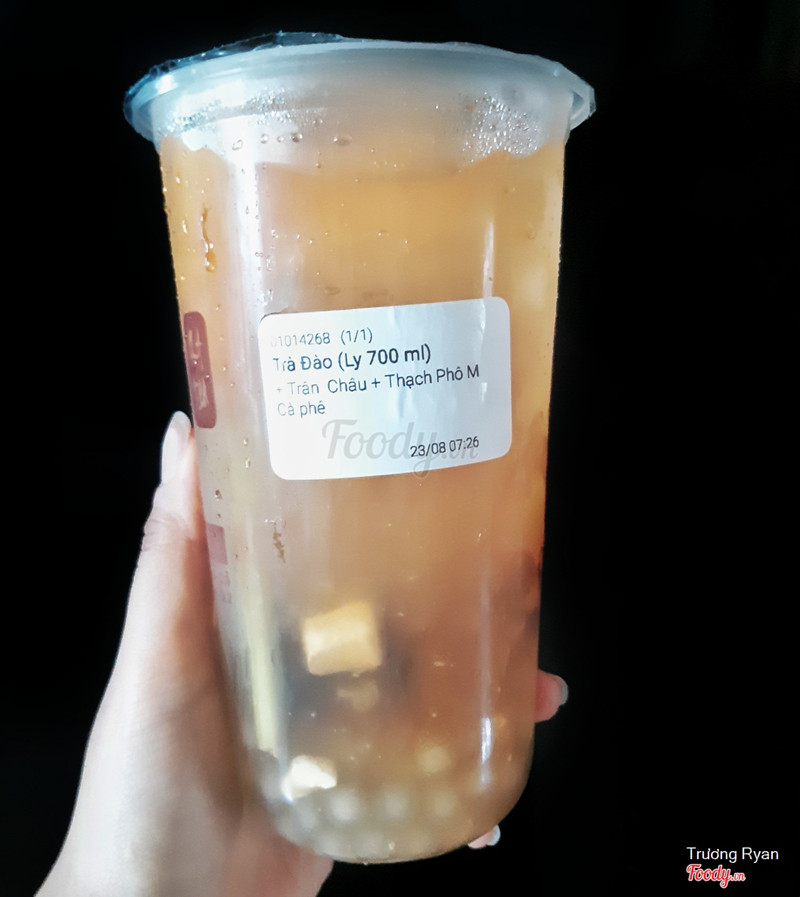 01014268 (1/1)
Trà Đào (Ly 700 ml)
+ Trân Châu + Thạch Phô M
Cà phê
23/08 07:26
Foody.vn
Trương Ryan
Foody.vn